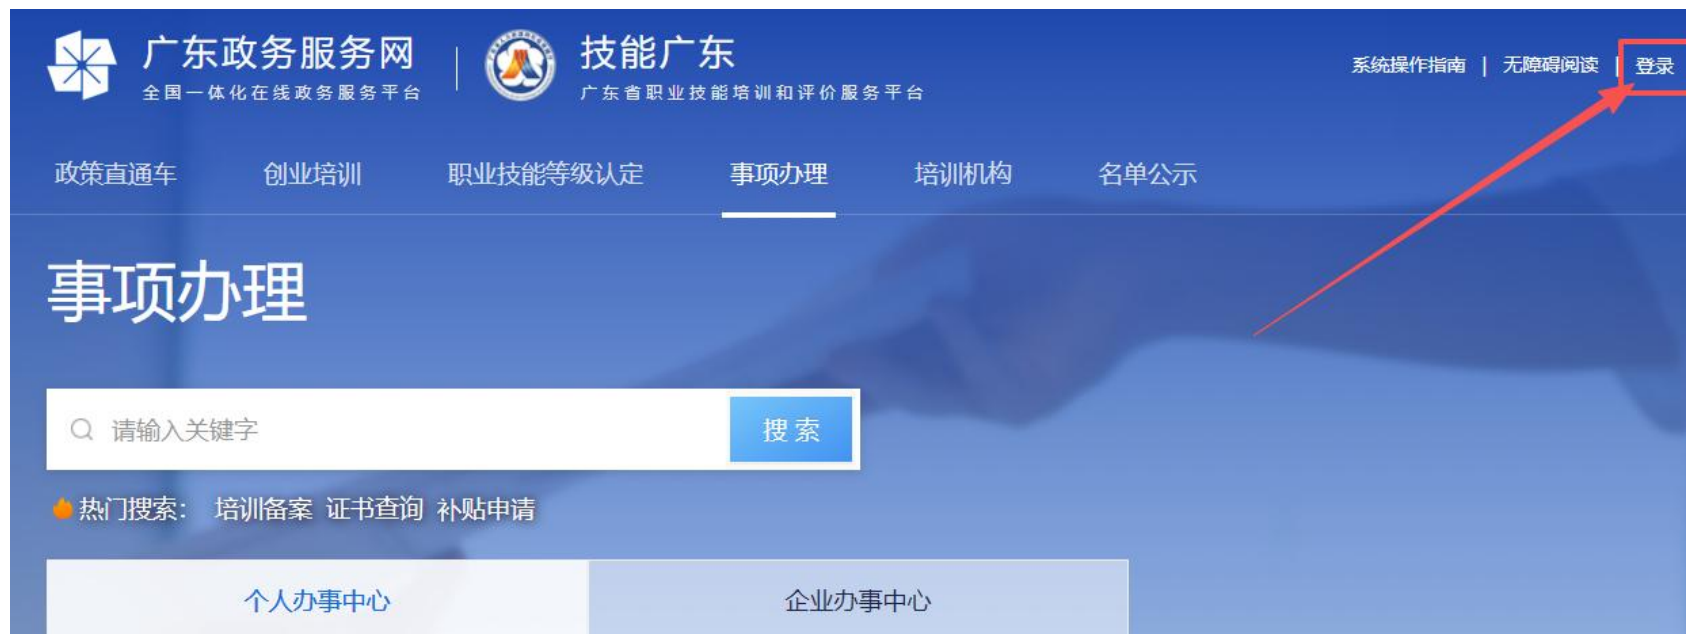 广东政务服务网
全国一体化在线政务服务平台
技能广东
广东省职业技能培训和评价服务平台
系统操作指南 | 无障碍阅读 | 登录
政策直通车 创业培训 职业技能等级认定 事项办理 培训机构 名单公示
事项办理
请输入关键字 搜索
热门搜索: 培训备案 证书查询 补贴申请
个人办事中心 企业办事中心